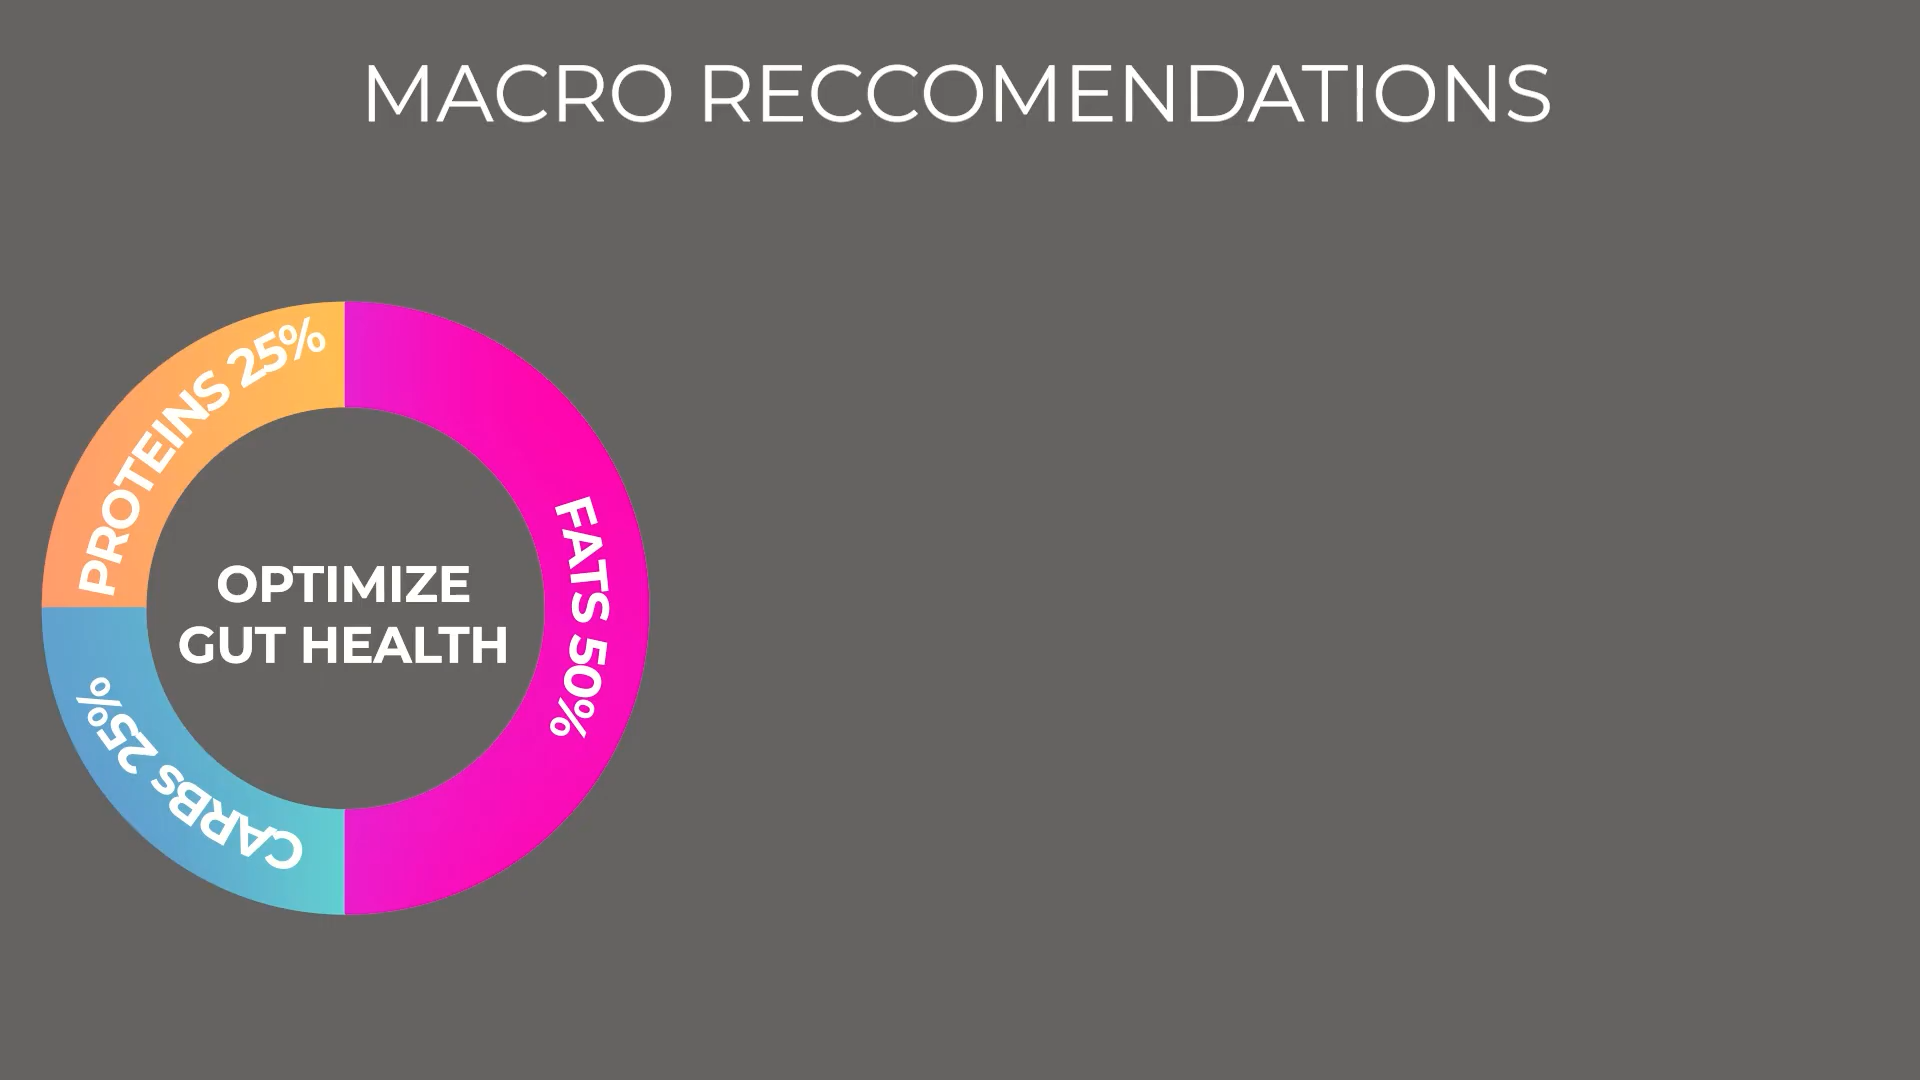 MACRO RECCOMENDATIONS
PROTEINS 25%
FATS 50%
OPTIMIZE
GUT HEALTH
CARBs 25%